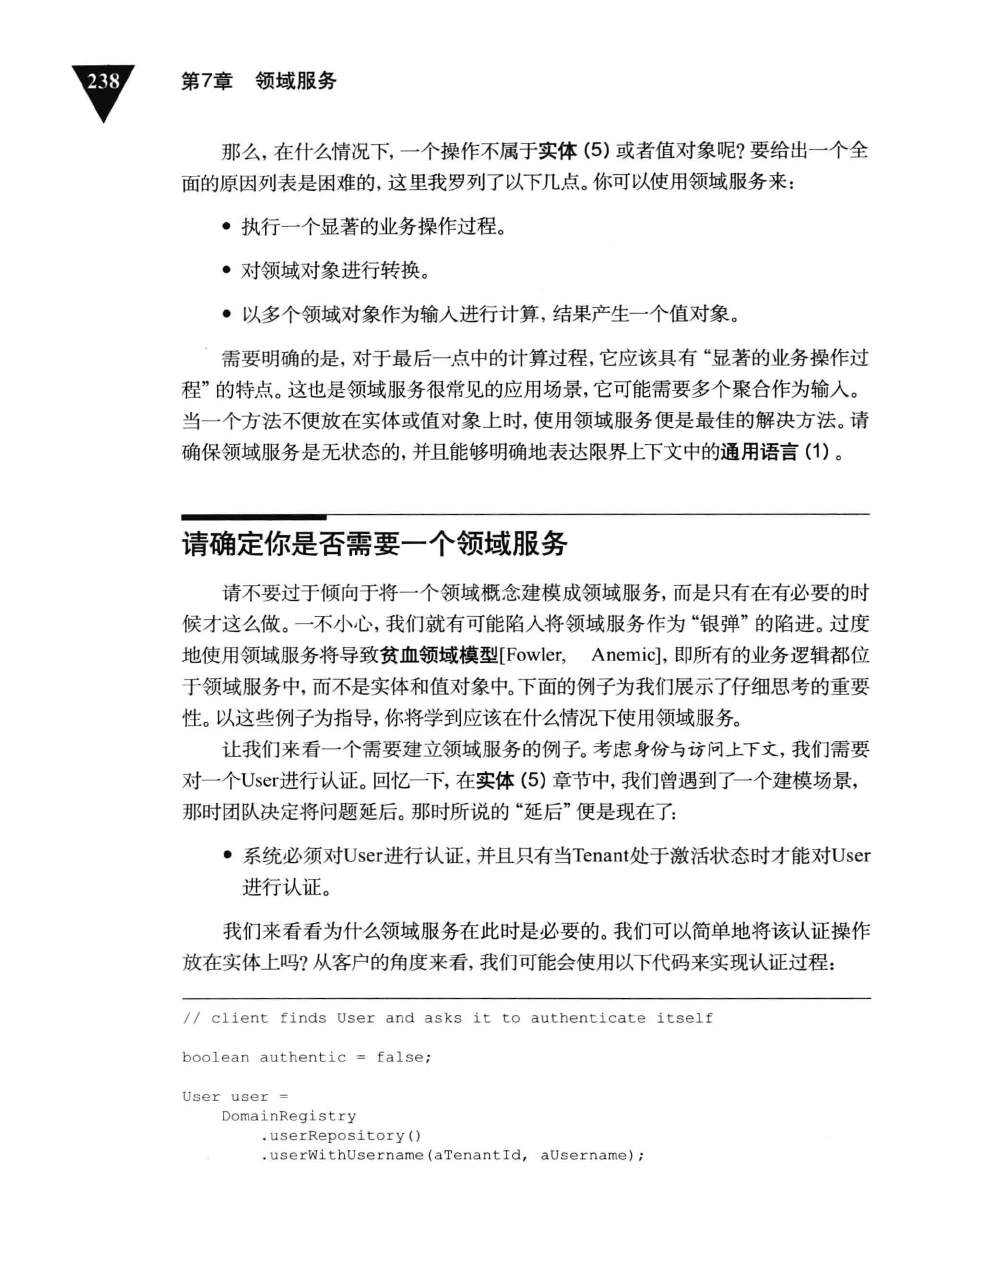 238
第7章 领域服务
那么，在什么情况下，一个操作不属于实体（5）或者值对象呢？要给出一个全
面的原因列表是困难的，这里我罗列了以下几点。你可以使用领域服务来：
• 执行一个显著的业务操作过程。
• 对领域对象进行转换。
• 以多个领域对象作为输入进行计算，结果产生一个值对象。
需要明确的是，对于最后一点中的计算过程，它应该具有“显著的业务操作过
程”的特点。这也是领域服务很常见的应用场景，它可能需要多个聚合作为输入。
当一个方法不便放在实体或值对象上时，使用领域服务便是最佳的解决方法。请
确保领域服务是无状态的，并且能够明确地表达限界上下文中的通用语言（1）。
请确定你是否需要一个领域服务
请不要过于倾向于将一个领域概念建模成领域服务，而是只有在有必要的时
候才这么做。一不小心，我们就有可能陷入将领域服务作为“银弹”的陷进。过度
地使用领域服务将导致贫血领域模型[Fowler, Anemic]，即所有的业务逻辑都位
于领域服务中，而不是实体和值对象中。下面的例子为我们展示了仔细思考的重要
性。以这些例子为指导，你将学到应该在什么情况下使用领域服务。
让我们来看一个需要建立领域服务的例子。考虑身份与访问上下文，我们需要
对一个User进行认证。回忆一下，在实体（5）章节中，我们曾遇到了一个建模场景，
那时团队决定将问题延后。那时所说的“延后”便是现在了：
• 系统必须对User进行认证，并且只有当Tenant处于激活状态时才能对User
进行认证。
我们来看看为什么领域服务在此时是必要的。我们可以简单地将该认证操作
放在实体上吗？从客户的角度来看，我们可能会使用以下代码来实现认证过程：
// client finds User and asks it to authenticate itself
boolean authentic = false;
User user =
    DomainRegistry
        .userRepository()
        .userWithUsername(aTenantId, aUsername);